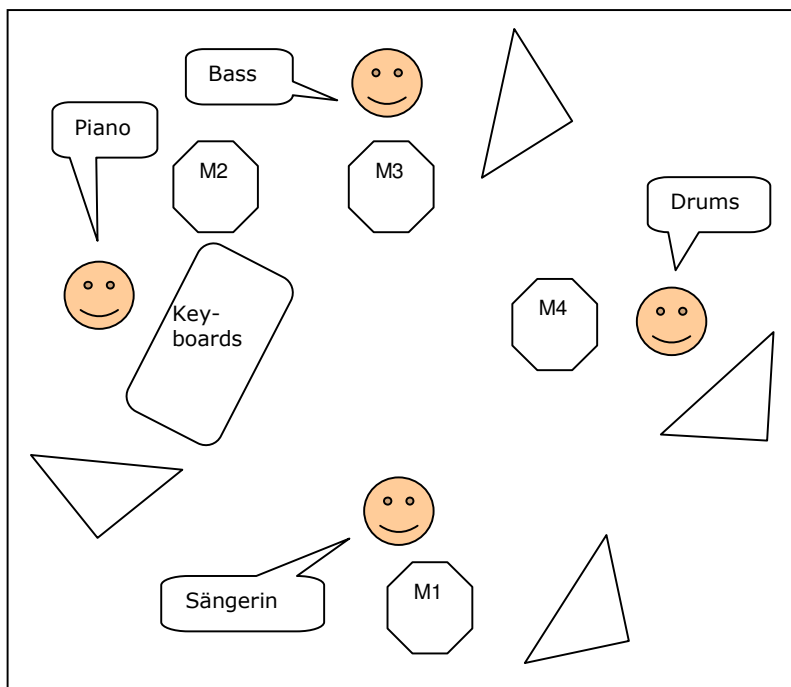 Bass
Piano
M2
M3
Drums
Key-
boards
M4
Sängerin
M1